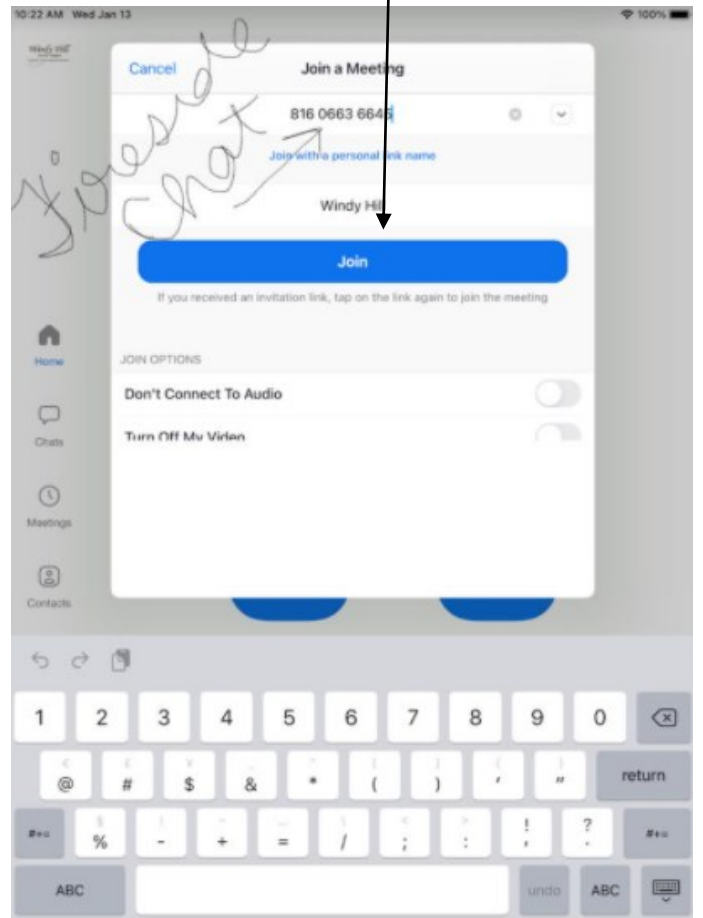 10:22 AM Wed Jan 13
100%
Windy Hill
Cancel
Join a Meeting
816 0663 6645
Join with a personal link name
Windy Hill
Join
If you received an invitation link, tap on the link again to join the meeting
JOIN OPTIONS
Don't Connect To Audio
Turn Off My Video
Fireside
Chat
Home
Chats
Meetings
Contacts
1 2 3 4 5 6 7 8 9 0
€ £ ¥ _ ^ [ ] { }
@ # $ & * ( ) ' "
return
#+= % - + = / ; : ! ? #+=
, .
ABC undo ABC